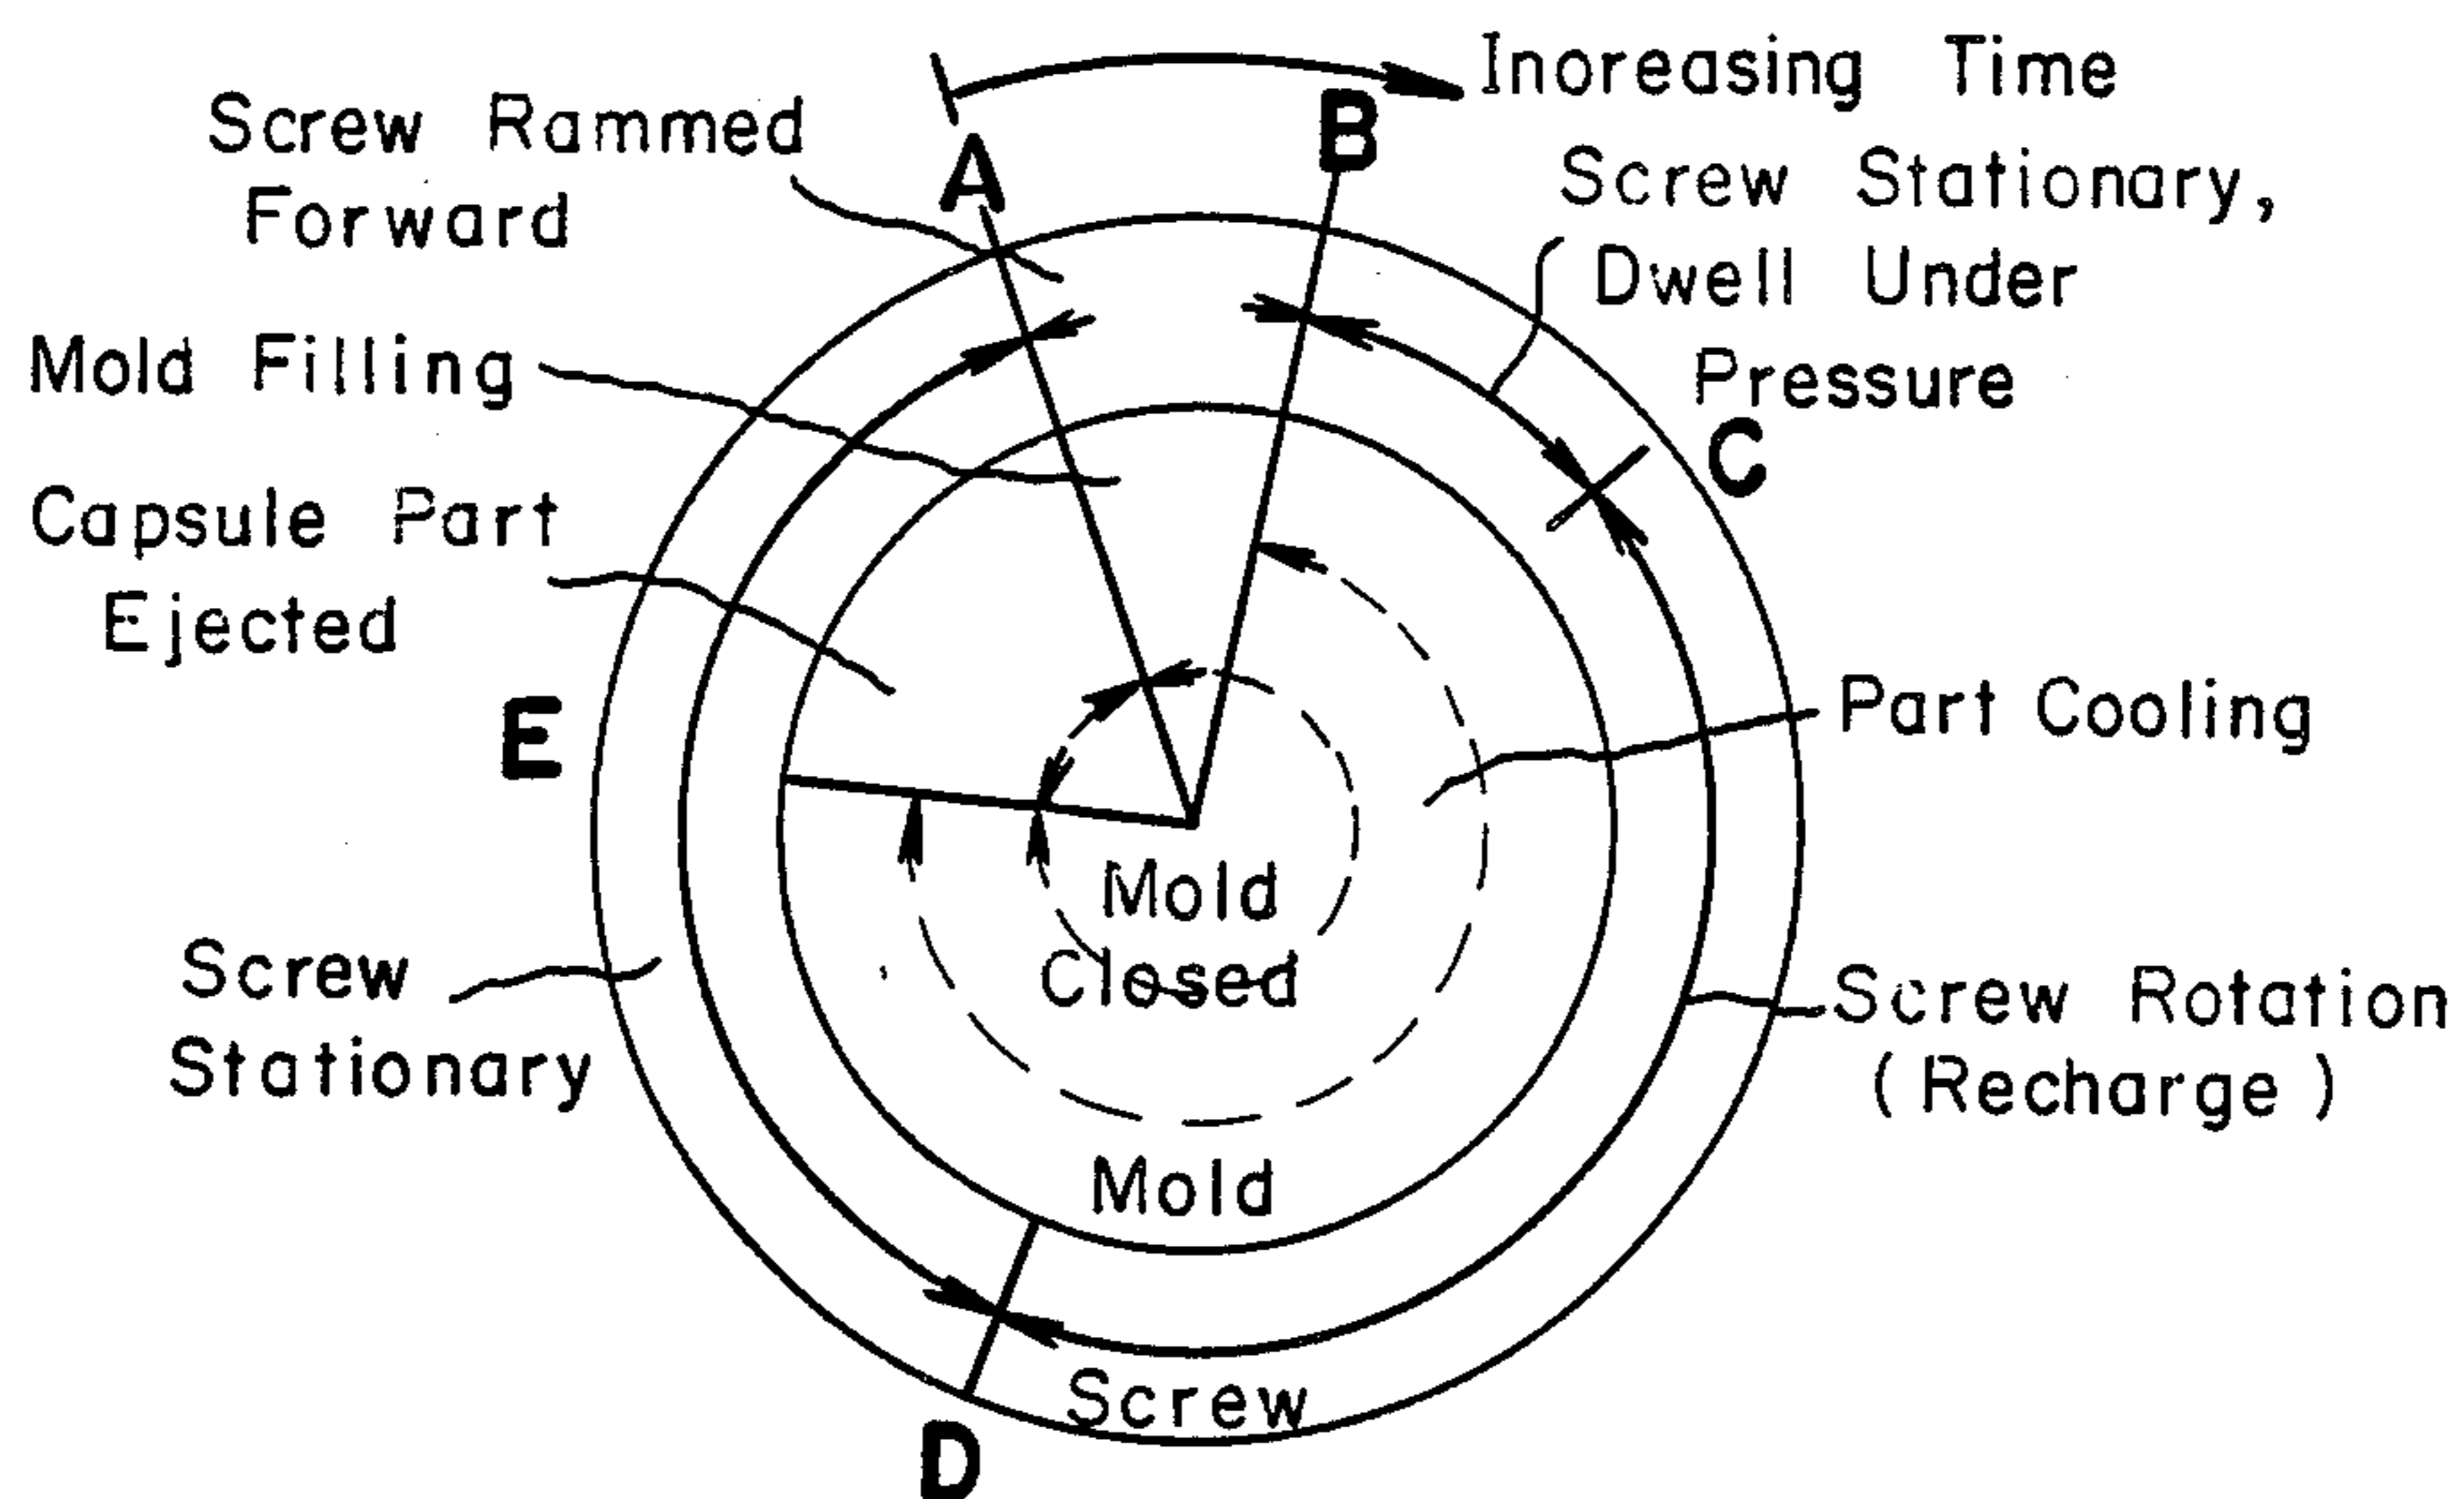 Inoreasing Time
Screw Rammed
Forward
A
B
Screw Stationary,
Dwell Under
Pressure
C
Mold Filling
Capsule Part
Ejected
E
Part Cooling
Mold
Closed
Screw
Stationary
Screw Rotation
( Recharge )
Mold
Screw
D